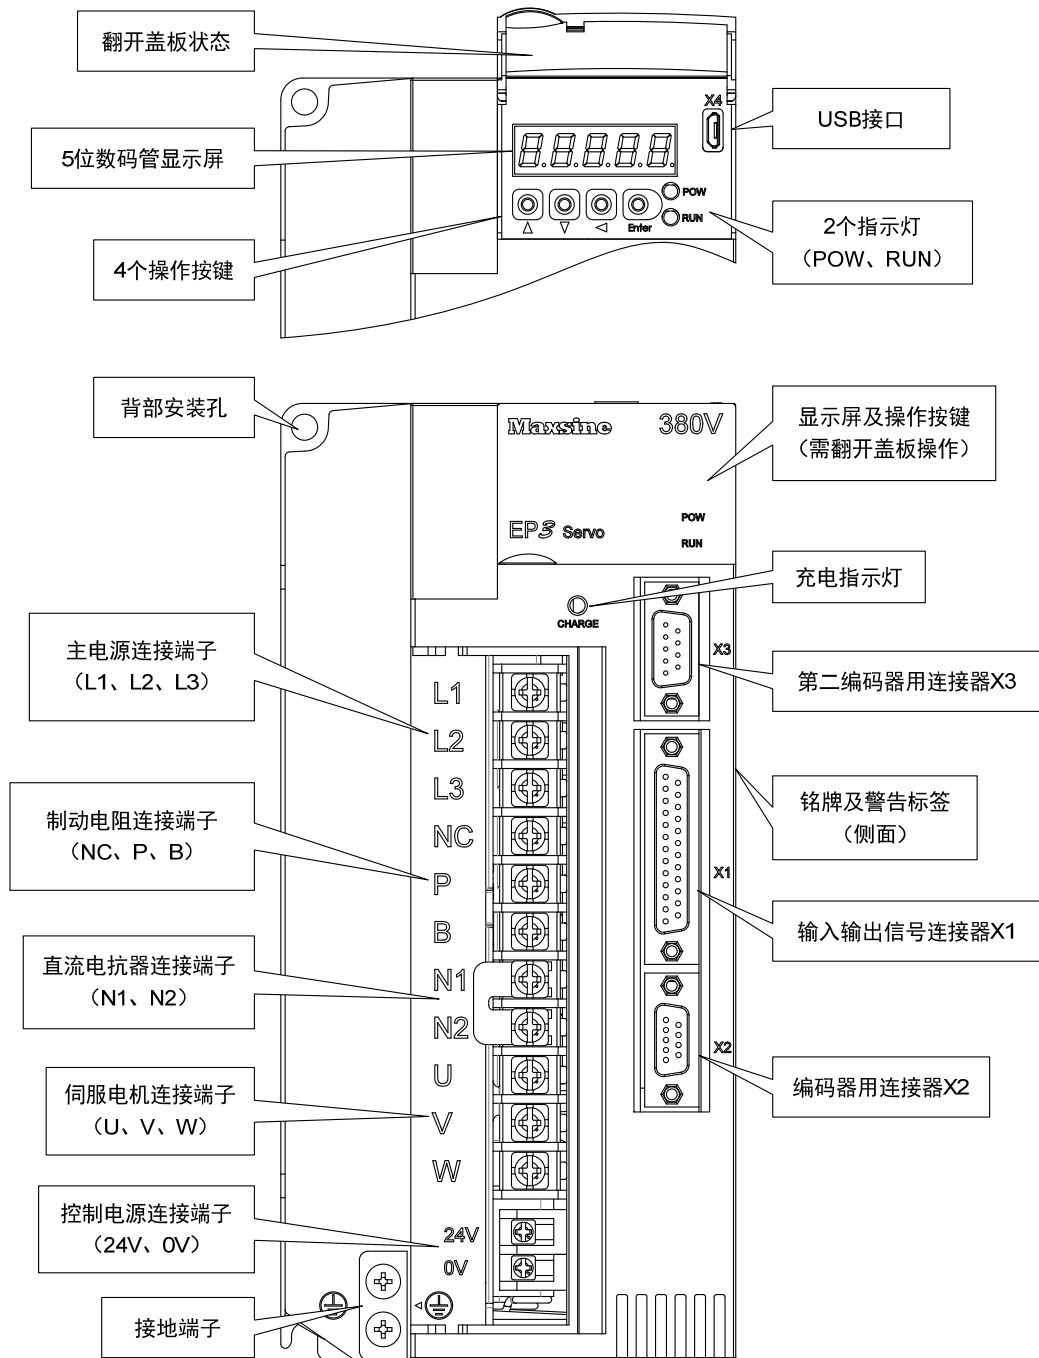 翻开盖板状态
X4
USB接口
5位数码管显示屏
8.8.8.8.8.
POW
RUN
Enter
2个指示灯
（POW、RUN）
4个操作按键
背部安装孔
Maxsine 380V
显示屏及操作按键
（需翻开盖板操作）
EP3 Servo
POW
RUN
充电指示灯
CHARGE
主电源连接端子
（L1、L2、L3）
X3
第二编码器用连接器X3
L1
L2
L3
NC
P
B
N1
N2
U
V
W
24V
0V
制动电阻连接端子
（NC、P、B）
铭牌及警告标签
（侧面）
X1
输入输出信号连接器X1
直流电抗器连接端子
（N1、N2）
X2
编码器用连接器X2
伺服电机连接端子
（U、V、W）
控制电源连接端子
（24V、0V）
接地端子